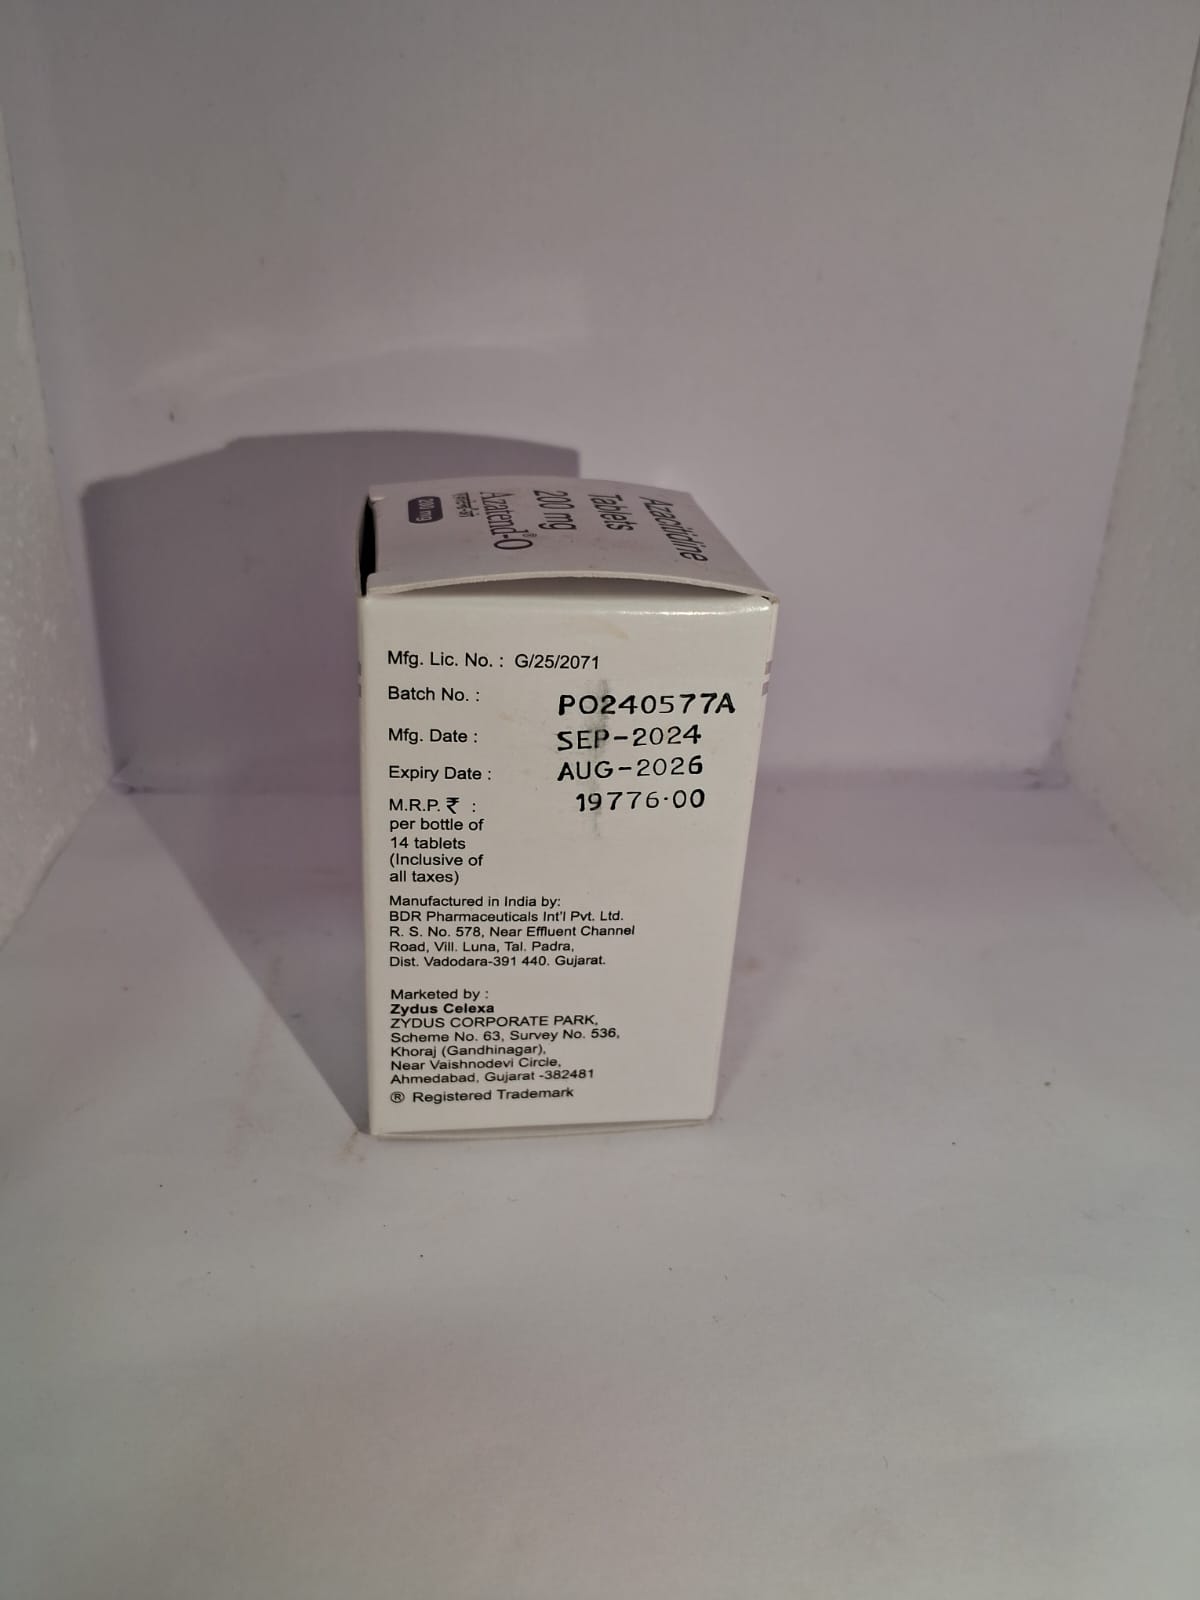 Azacitidine
Tablets
200 mg
Azatend®-O
200 mg
Mfg. Lic. No. : G/25/2071
Batch No. : PO240577A
Mfg. Date : SEP-2024
Expiry Date : AUG-2026
M.R.P. ₹ : 19776.00
per bottle of
14 tablets
(Inclusive of
all taxes)
Manufactured in India by:
BDR Pharmaceuticals Int'l Pvt. Ltd.
R. S. No. 578, Near Effluent Channel
Road, Vill. Luna, Tal. Padra,
Dist. Vadodara-391 440. Gujarat.
Marketed by :
Zydus Celexa
ZYDUS CORPORATE PARK,
Scheme No. 63, Survey No. 536,
Khoraj (Gandhinagar),
Near Vaishnodevi Circle,
Ahmedabad, Gujarat -382481
® Registered Trademark